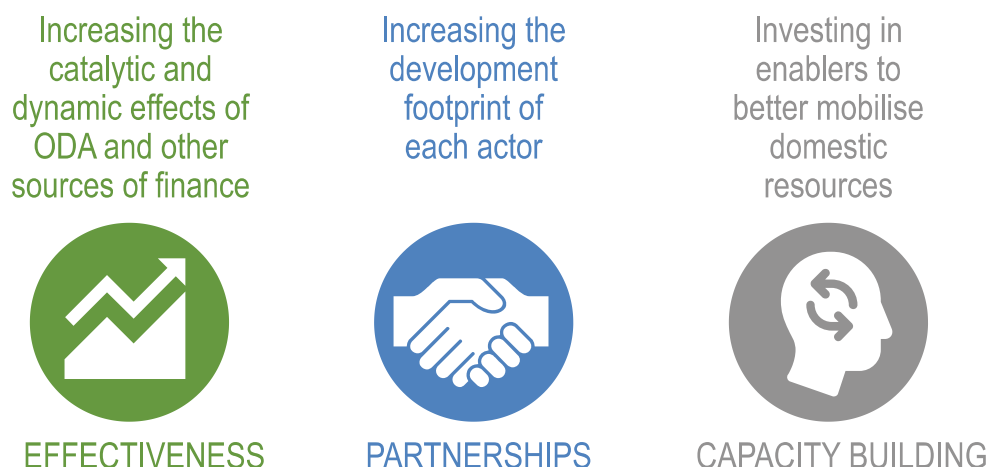 Increasing the
catalytic and
dynamic effects of
ODA and other
sources of finance
EFFECTIVENESS
Increasing the
development
footprint of
each actor
PARTNERSHIPS
Investing in
enablers to
better mobilise
domestic
resources
CAPACITY BUILDING